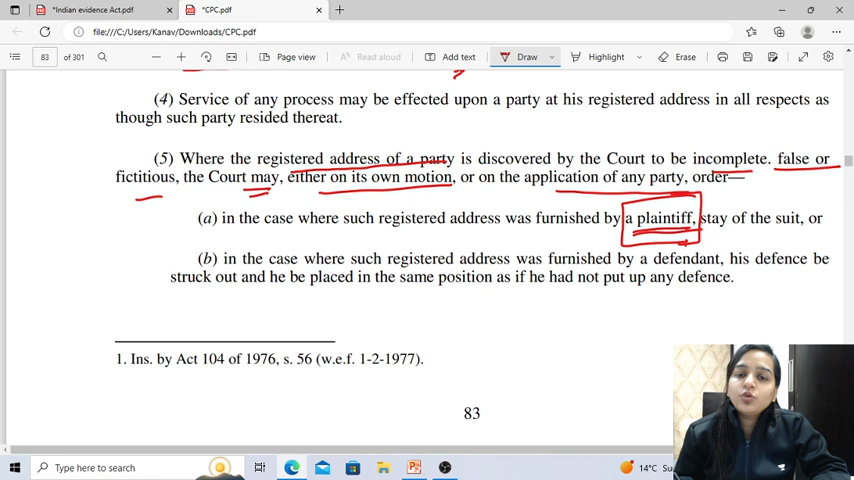 *Indian evidence Act.pdf
*CPC.pdf
file:///C:/Users/Kanav/Downloads/CPC.pdf
83 of 301
Page view
Read aloud
Add text
Draw
Highlight
Erase
(4) Service of any process may be effected upon a party at his registered address in all respects as
though such party resided thereat.
(5) Where the registered address of a party is discovered by the Court to be incomplete. false or
fictitious, the Court may, either on its own motion, or on the application of any party, order—
(a) in the case where such registered address was furnished by a plaintiff, stay of the suit, or
(b) in the case where such registered address was furnished by a defendant, his defence be
struck out and he be placed in the same position as if he had not put up any defence.
1. Ins. by Act 104 of 1976, s. 56 (w.e.f. 1-2-1977).
83
Type here to search
14°C